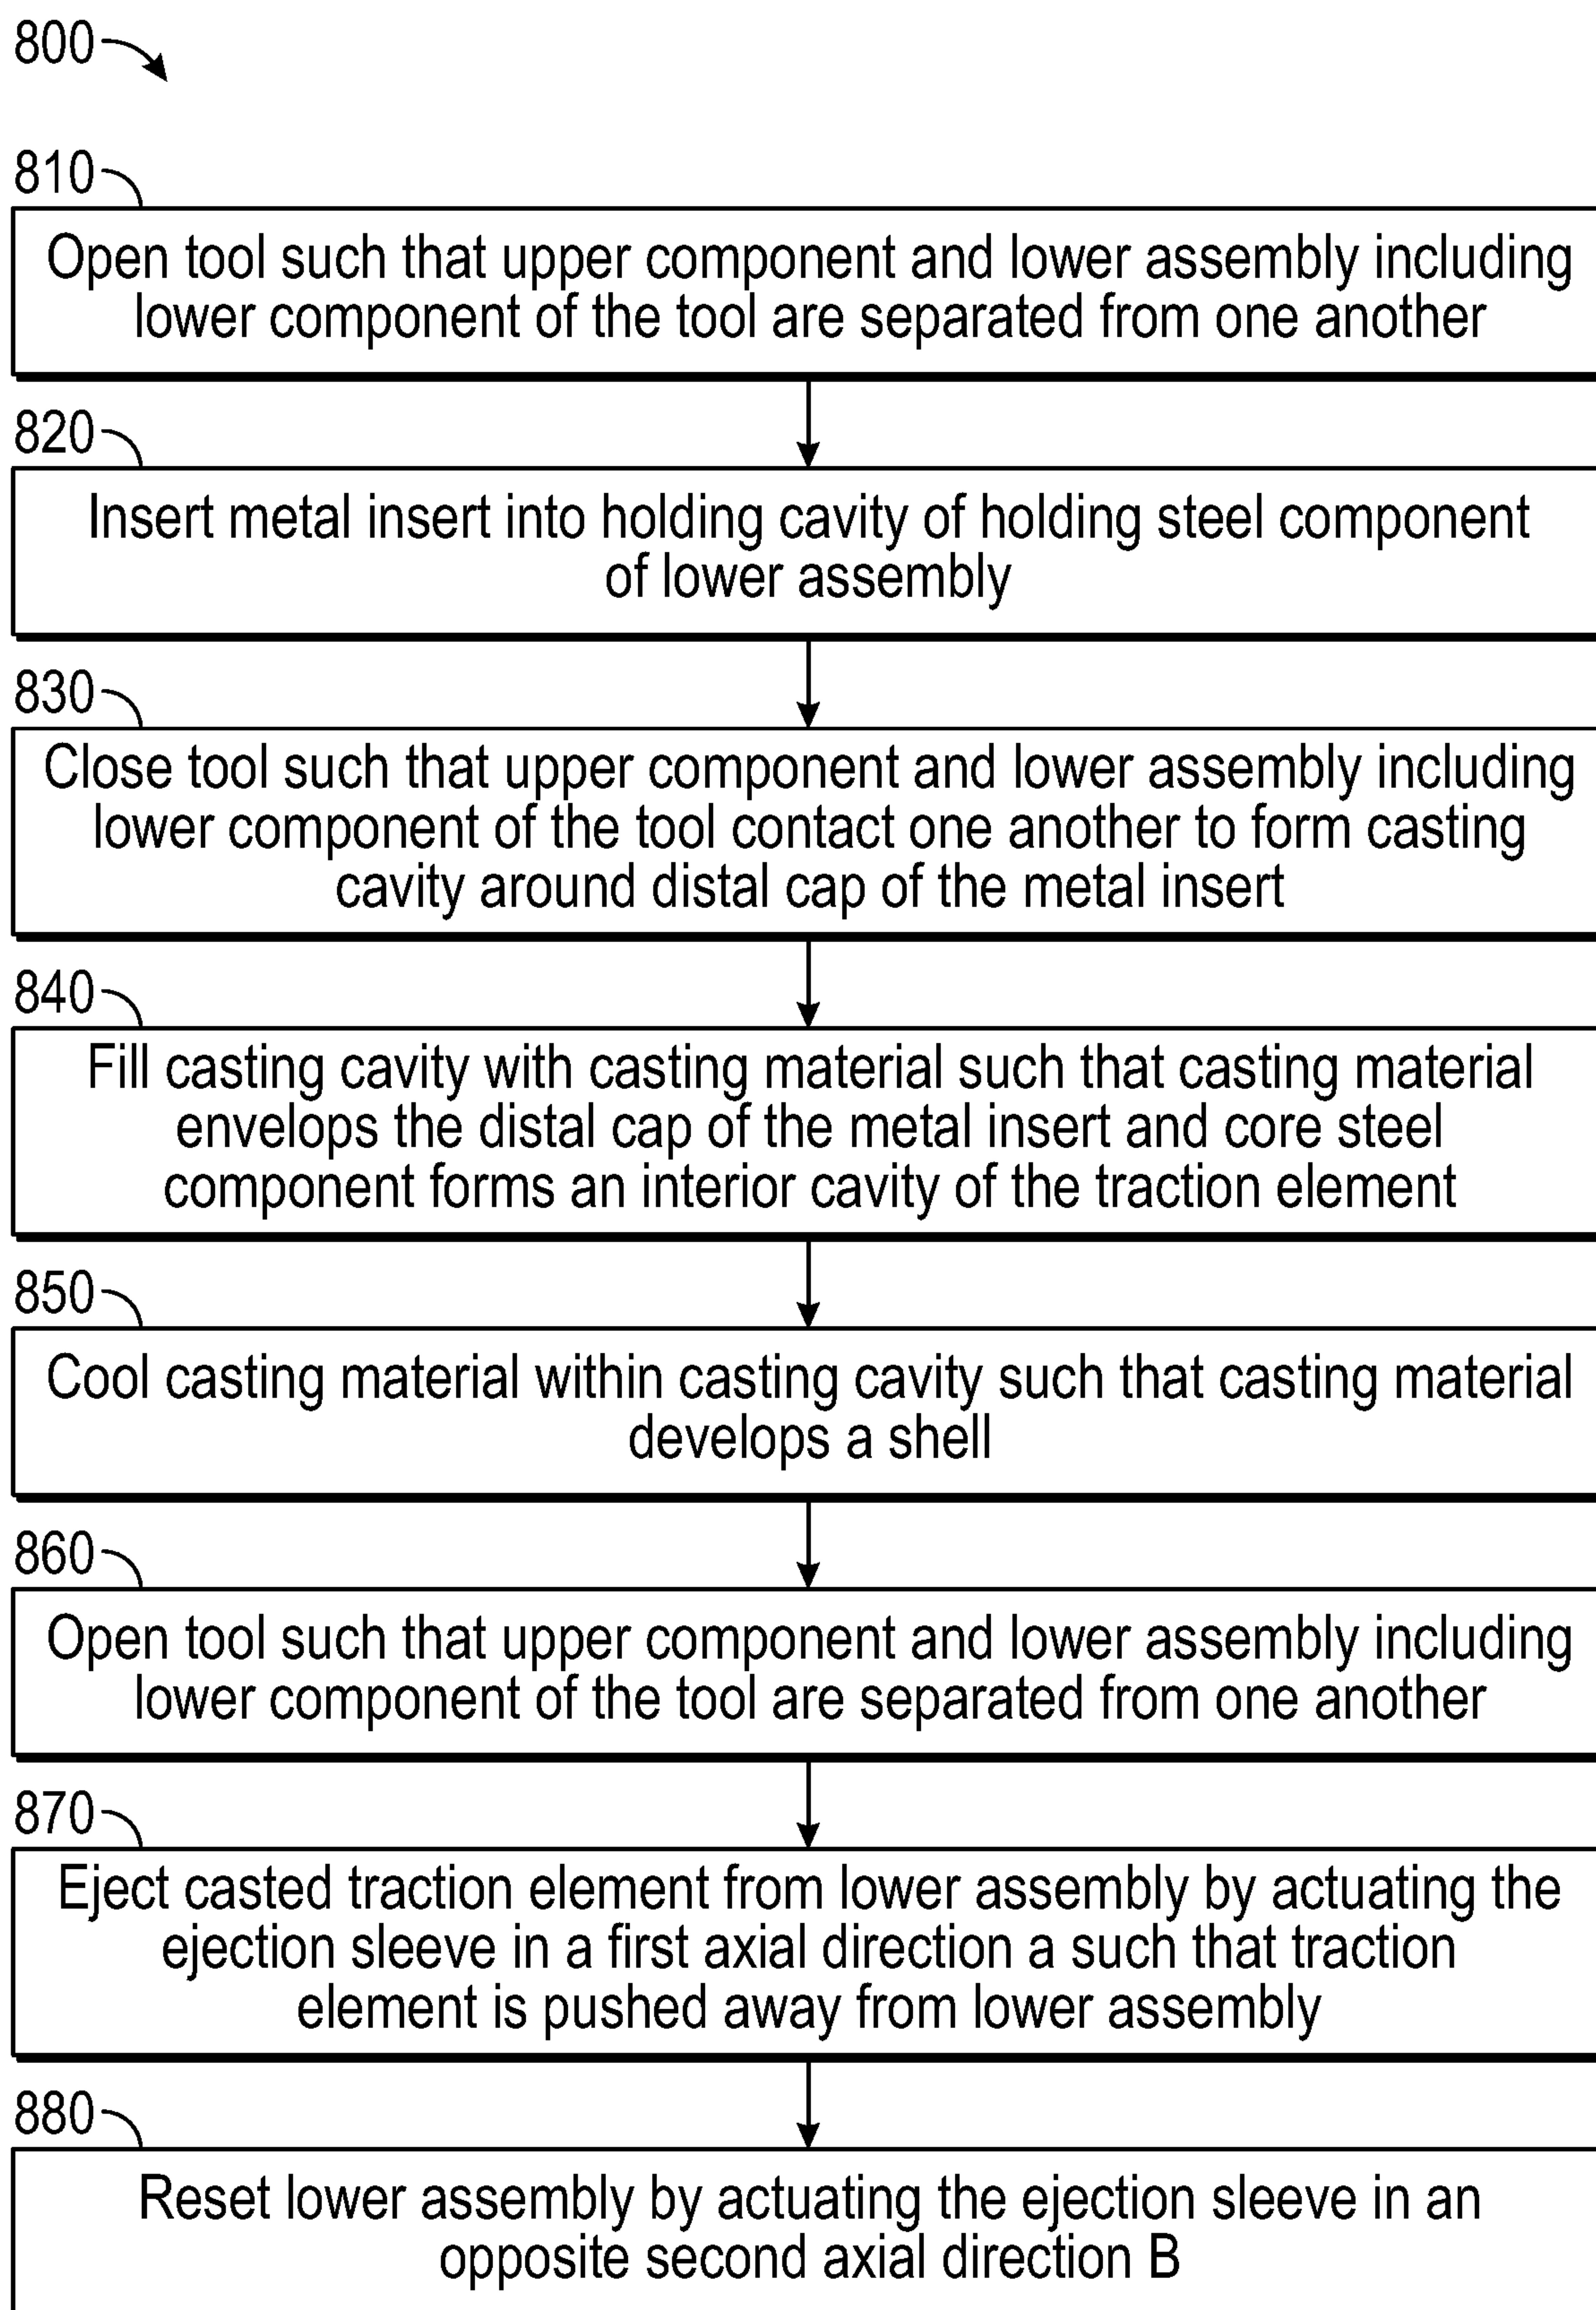 800
810
Open tool such that upper component and lower assembly including
lower component of the tool are separated from one another
820
Insert metal insert into holding cavity of holding steel component
of lower assembly
830
Close tool such that upper component and lower assembly including
lower component of the tool contact one another to form casting
cavity around distal cap of the metal insert
840
Fill casting cavity with casting material such that casting material
envelops the distal cap of the metal insert and core steel
component forms an interior cavity of the traction element
850
Cool casting material within casting cavity such that casting material
develops a shell
860
Open tool such that upper component and lower assembly including
lower component of the tool are separated from one another
870
Eject casted traction element from lower assembly by actuating the
ejection sleeve in a first axial direction a such that traction
element is pushed away from lower assembly
880
Reset lower assembly by actuating the ejection sleeve in an
opposite second axial direction B